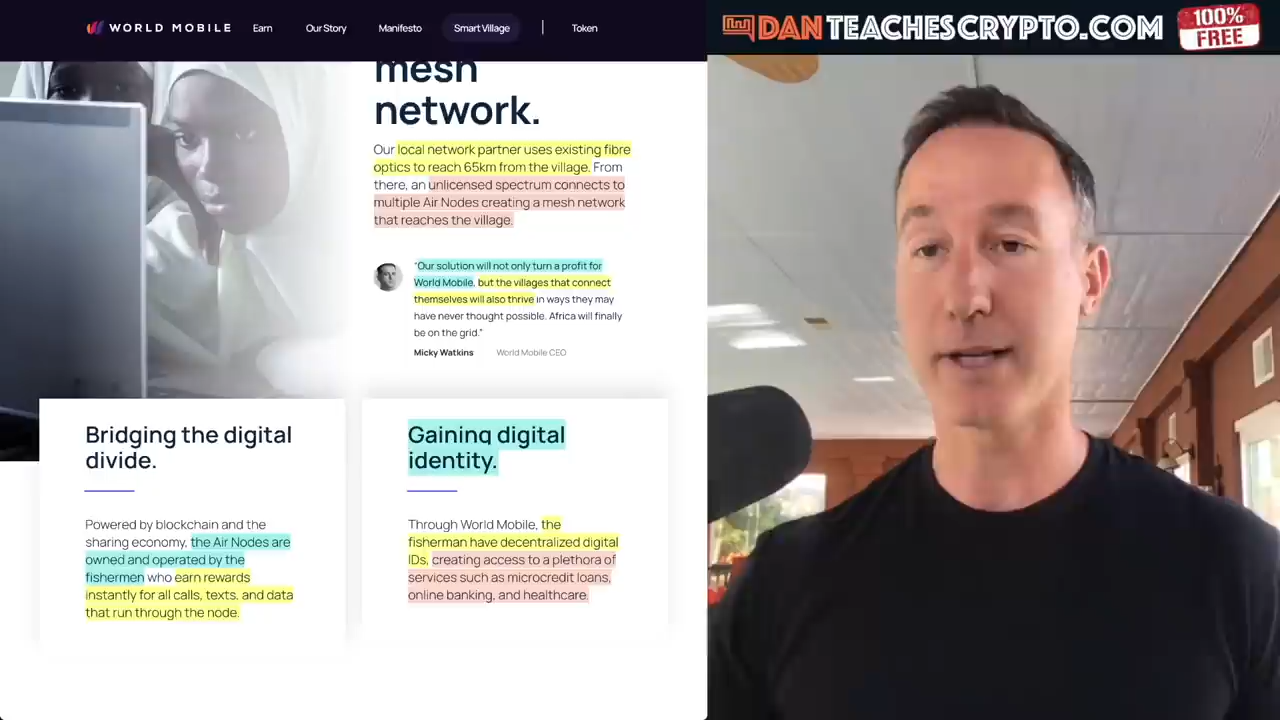 WORLD MOBILE Earn Our Story Manifesto Smart Village Token
DANTEACHESCRYPTO.COM
100%
FREE
mesh
network.
Our local network partner uses existing fibre
optics to reach 65km from the village. From
there, an unlicensed spectrum connects to
multiple Air Nodes creating a mesh network
that reaches the village.
"Our solution will not only turn a profit for
World Mobile, but the villages that connect
themselves will also thrive in ways they may
have never thought possible. Africa will finally
be on the grid."
Micky Watkins World Mobile CEO
Bridging the digital
divide.
Powered by blockchain and the
sharing economy, the Air Nodes are
owned and operated by the
fishermen who earn rewards
instantly for all calls, texts. and data
that run through the node.
Gaining digital
identity.
Through World Mobile, the
fisherman have decentralized digital
IDs, creating access to a plethora of
services such as microcredit loans,
online banking, and healthcare.